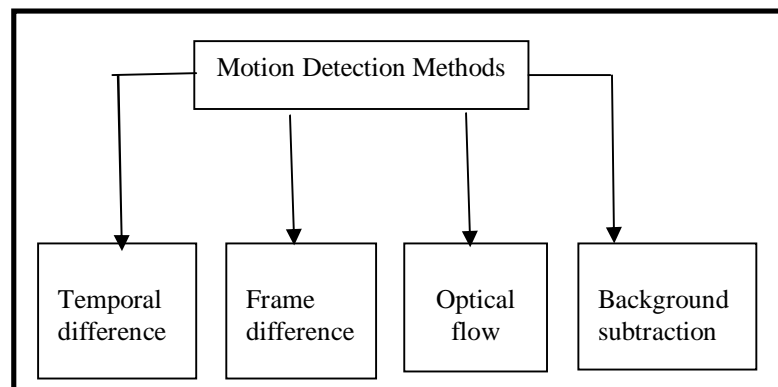 Motion Detection Methods
Temporal
difference
Frame
difference
Optical
flow
Background
subtraction